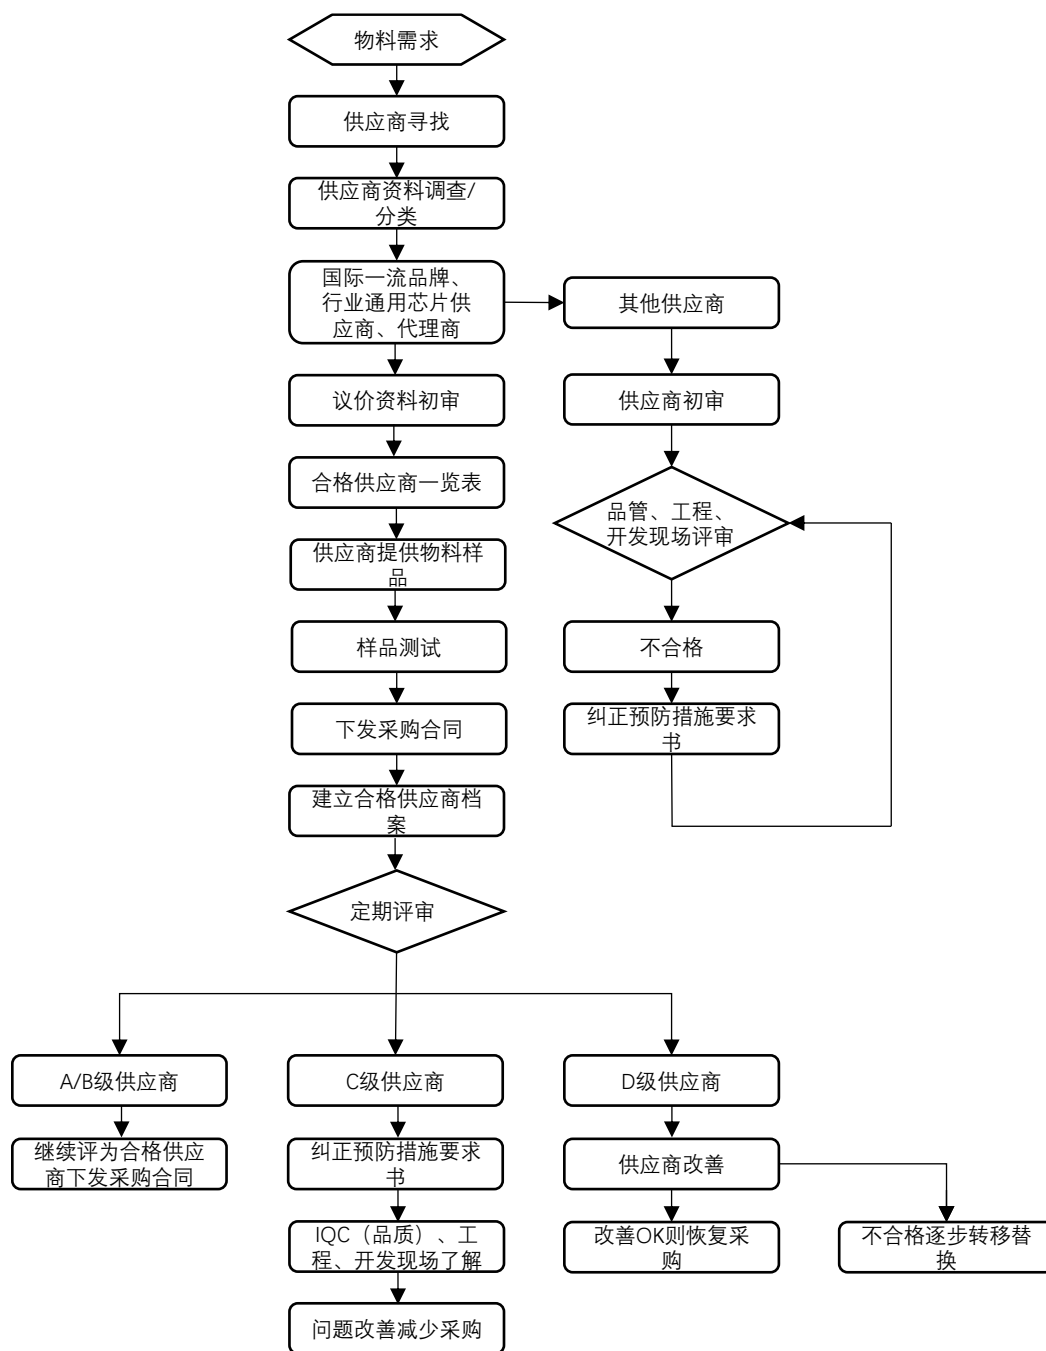 物料需求
供应商寻找
供应商资料调查/
分类
国际一流品牌、
行业通用芯片供
应商、代理商
其他供应商
议价资料初审
供应商初审
合格供应商一览表
品管、工程、
开发现场评审
供应商提供物料样
品
样品测试
不合格
下发采购合同
纠正预防措施要求
书
建立合格供应商档
案
定期评审
A/B级供应商
C级供应商
D级供应商
继续评为合格供应
商下发采购合同
纠正预防措施要求
书
供应商改善
IQC（品质）、工
程、开发现场了解
改善OK则恢复采
购
不合格逐步转移替
换
问题改善减少采购